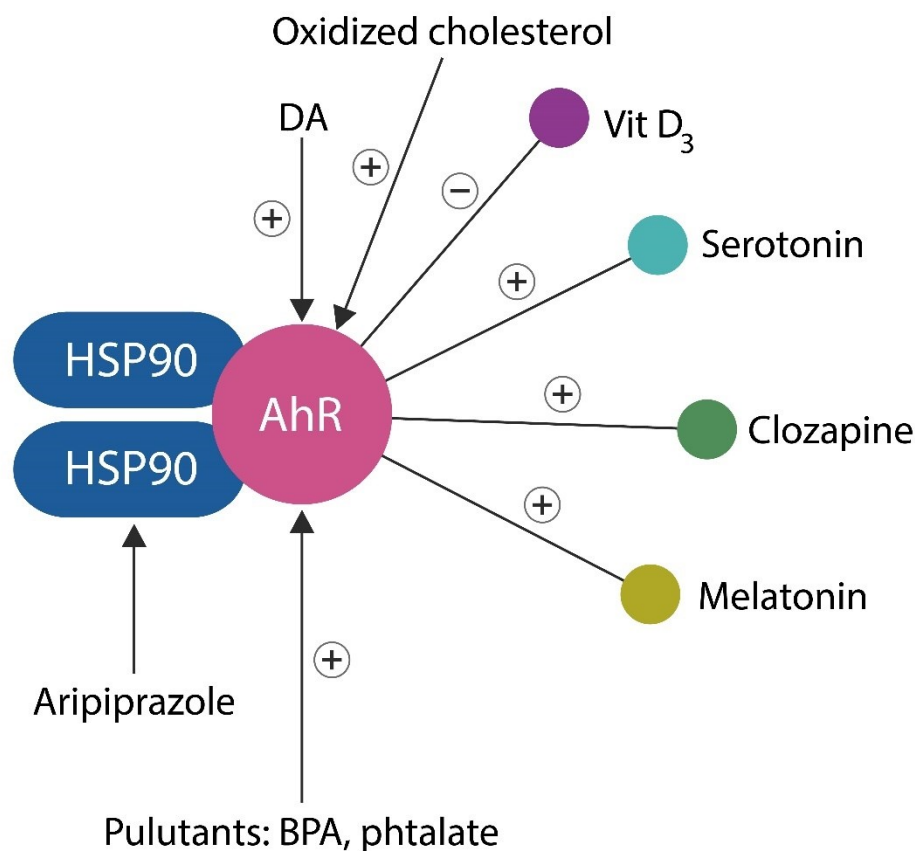 Oxidized cholesterol
DA
+
+
Vit D₃
−
Serotonin
+
HSP90
AhR
+
Clozapine
HSP90
+
Melatonin
+
Aripiprazole
Pulutants: BPA, phtalate